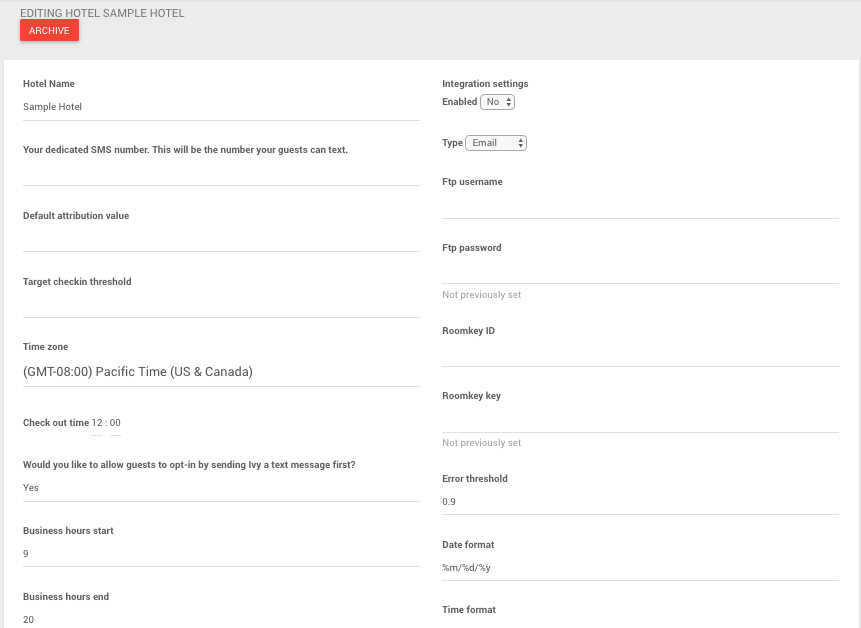 EDITING HOTEL SAMPLE HOTEL
ARCHIVE
Hotel Name
Sample Hotel
Your dedicated SMS number. This will be the number your guests can text.
Default attribution value
Target checkin threshold
Time zone
(GMT-08:00) Pacific Time (US & Canada)
Check out time 12 : 00
Would you like to allow guests to opt-in by sending Ivy a text message first?
Yes
Business hours start
9
Business hours end
20
Integration settings
Enabled No
Type Email
Ftp username
Ftp password
Not previously set
Roomkey ID
Roomkey key
Not previously set
Error threshold
0.9
Date format
%m/%d/%y
Time format